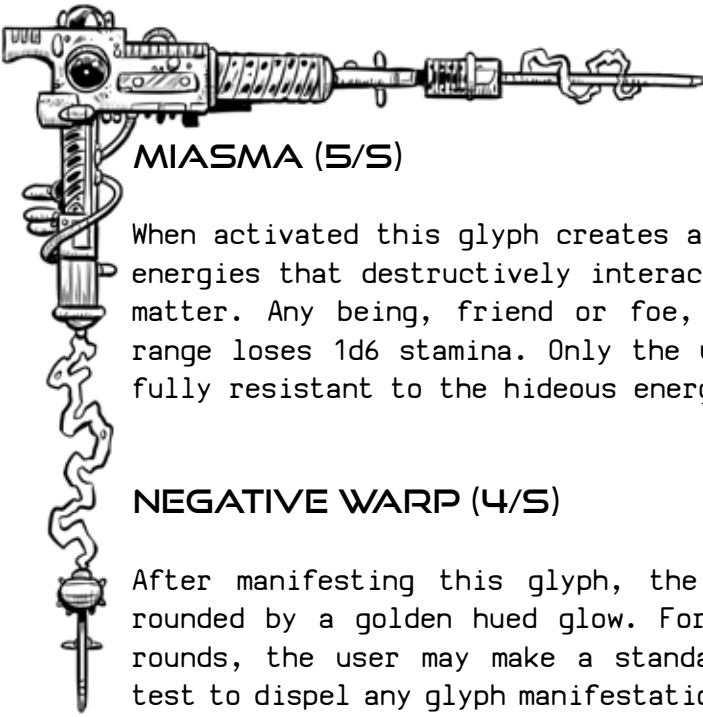 MIASMA (5/S)
When activated this glyph creates a
energies that destructively interac
matter. Any being, friend or foe,
range loses 1d6 stamina. Only the
fully resistant to the hideous energ
NEGATIVE WARP (4/S)
After manifesting this glyph, the
rounded by a golden hued glow. For
rounds, the user may make a standa
test to dispel any glyph manifestatio